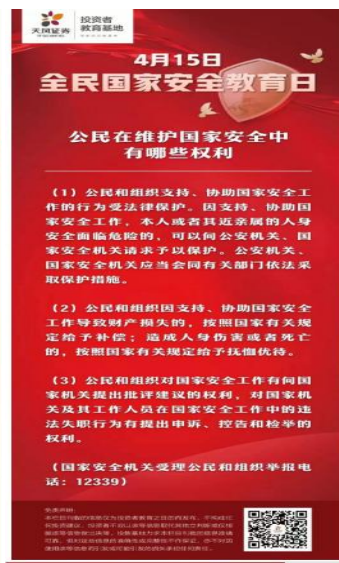 天风证券
投资者
教育基地
4月15日
全民国家安全教育日
公民在维护国家安全中
有哪些权利
（1）公民和组织支持、协助国家安全工
作的行为受法律保护。因支持、协助国
家安全工作，本人或者其近亲属的人身
安全面临危险的，可以向公安机关、国
家安全机关请求予以保护。公安机关、
国家安全机关应当会同有关部门依法采
取保护措施。
（2）公民和组织因支持、协助国家安全
工作导致财产损失的，按照国家有关规
定给予补偿；造成人身伤害或者死亡
的，按照国家有关规定给予抚恤优待。
（3）公民和组织对国家安全工作有向国
家机关提出批评建议的权利，对国家机
关及其工作人员在国家安全工作中的违
法失职行为有提出申诉、控告和检举的
权利。
（国家安全机关受理公民和组织举报电
话：12339）
免责声明：